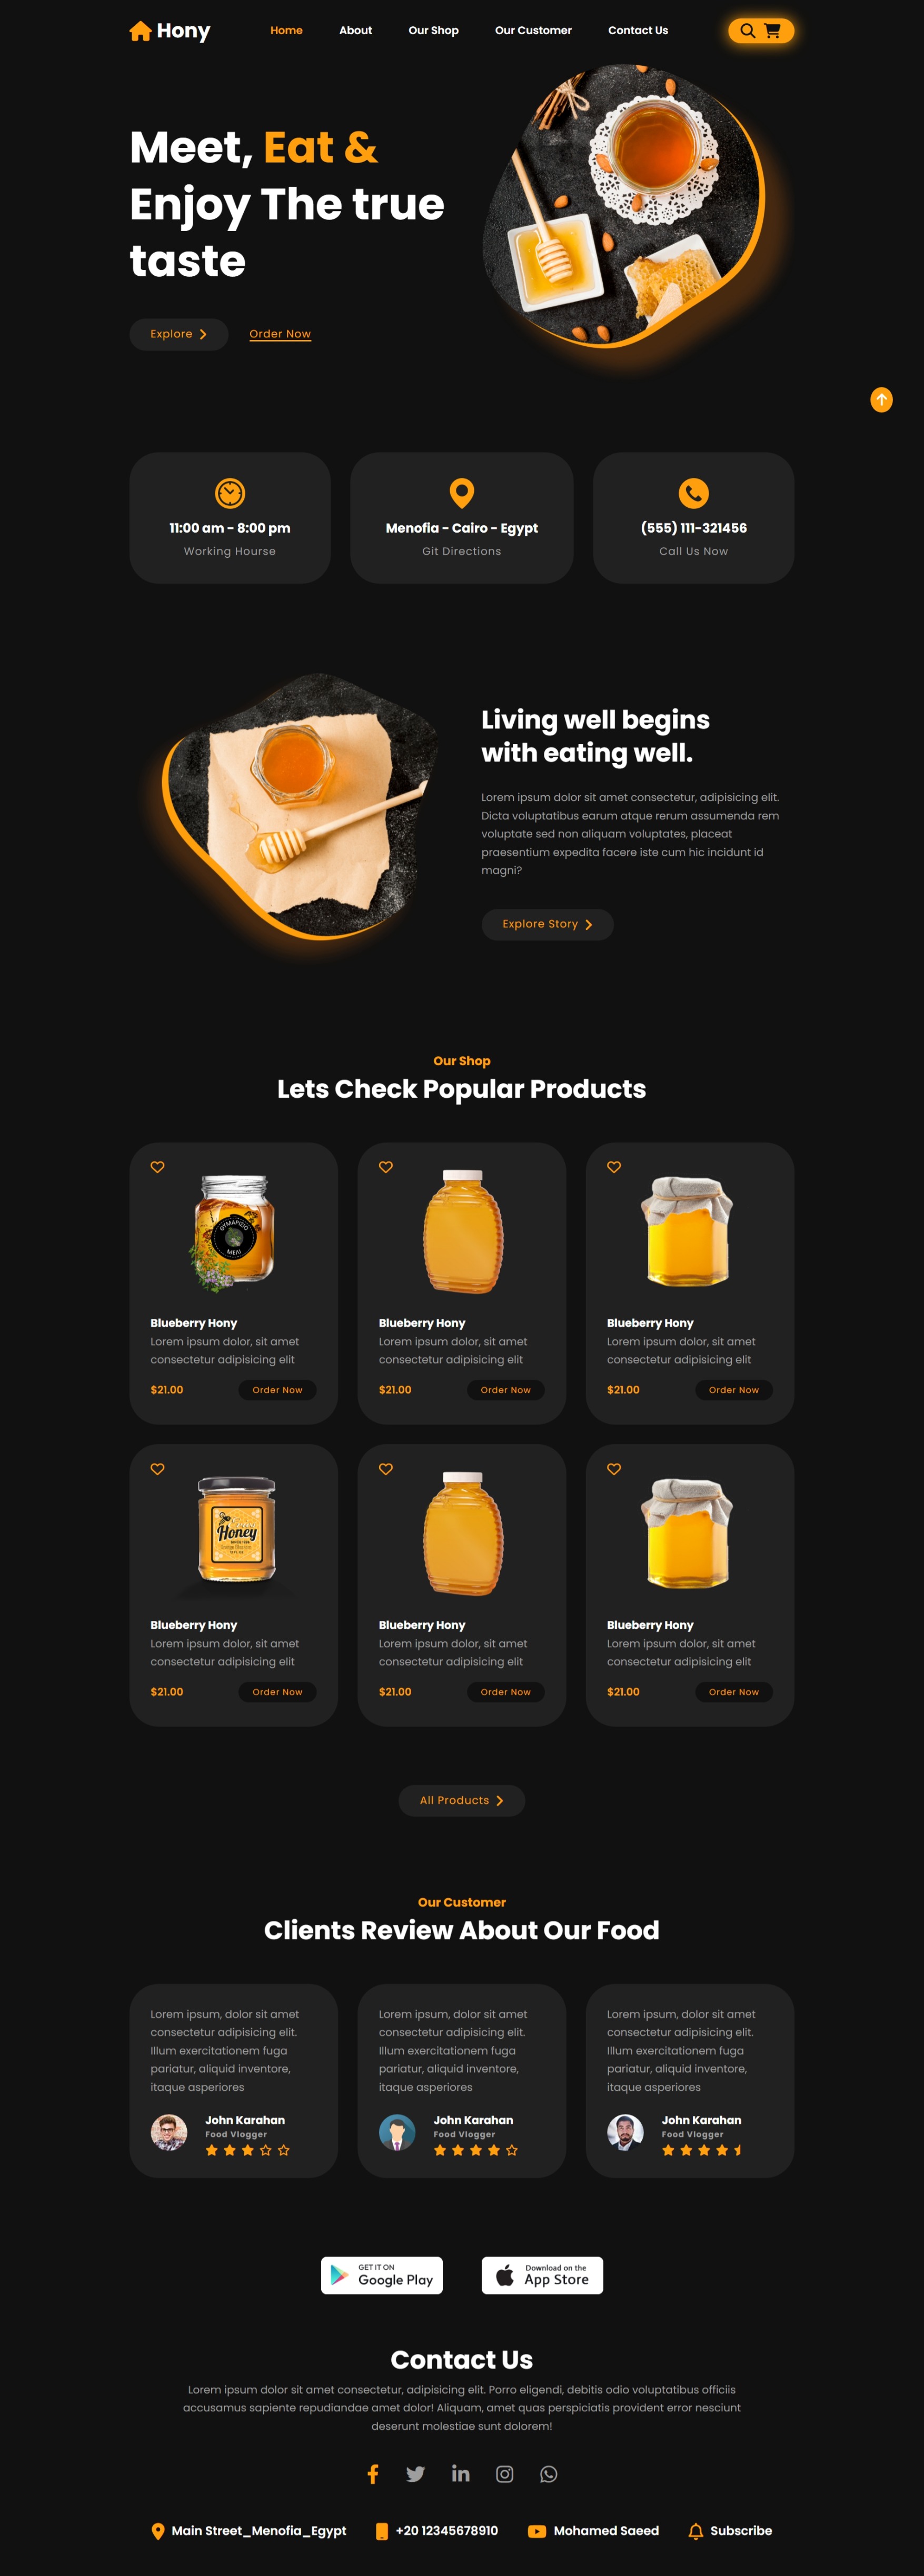 Hony
Home About Our Shop Our Customer Contact Us
Meet, Eat &
Enjoy The true
taste
Explore
Order Now
11:00 am - 8:00 pm
Working Hourse
Menofia - Cairo - Egypt
Git Directions
(555) 111-321456
Call Us Now
Living well begins
with eating well.
Lorem ipsum dolor sit amet consectetur, adipisicing elit.
Dicta voluptatibus earum atque rerum assumenda rem
voluptate sed non aliquam voluptates, placeat
praesentium expedita facere iste cum hic incidunt id
magni?
Explore Story
Our Shop
Lets Check Popular Products
ΘΥΜΑΡΙΣΙΟ
ΜΕΛΙ
Blueberry Hony
Lorem ipsum dolor, sit amet
consectetur adipisicing elit
$21.00
Order Now
Blueberry Hony
Lorem ipsum dolor, sit amet
consectetur adipisicing elit
$21.00
Order Now
Blueberry Hony
Lorem ipsum dolor, sit amet
consectetur adipisicing elit
$21.00
Order Now
Honey
Blueberry Hony
Lorem ipsum dolor, sit amet
consectetur adipisicing elit
$21.00
Order Now
Blueberry Hony
Lorem ipsum dolor, sit amet
consectetur adipisicing elit
$21.00
Order Now
Blueberry Hony
Lorem ipsum dolor, sit amet
consectetur adipisicing elit
$21.00
Order Now
All Products
Our Customer
Clients Review About Our Food
Lorem ipsum, dolor sit amet
consectetur adipisicing elit.
Illum exercitationem fuga
pariatur, aliquid inventore,
itaque asperiores
John Karahan
Food Vlogger
Lorem ipsum, dolor sit amet
consectetur adipisicing elit.
Illum exercitationem fuga
pariatur, aliquid inventore,
itaque asperiores
John Karahan
Food Vlogger
Lorem ipsum, dolor sit amet
consectetur adipisicing elit.
Illum exercitationem fuga
pariatur, aliquid inventore,
itaque asperiores
John Karahan
Food Vlogger
GET IT ON
Google Play
Download on the
App Store
Contact Us
Lorem ipsum dolor sit amet consectetur, adipisicing elit. Porro eligendi, debitis odio voluptatibus officiis
accusamus sapiente repudiandae amet dolor! Aliquam, amet quas perspiciatis provident error nesciunt
deserunt molestiae sunt dolorem!
Main Street_Menofia_Egypt
+20 12345678910
Mohamed Saeed
Subscribe